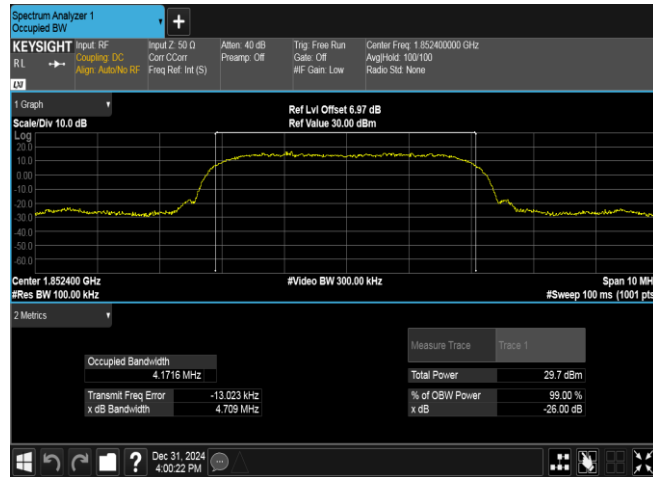 Spectrum Analyzer 1
Occupied BW
+
KEYSIGHT
RL
LXI
Input: RF
Coupling: DC
Align: Auto/No RF
Input Z: 50 Ω
Corr CCorr
Freq Ref: Int (S)
Atten: 40 dB
Preamp: Off
Trig: Free Run
Gate: Off
#IF Gain: Low
Center Freq: 1.852400000 GHz
Avg|Hold: 100/100
Radio Std: None
1 Graph
Scale/Div 10.0 dB
Ref Lvl Offset 6.97 dB
Ref Value 30.00 dBm
Log
20.0
10.0
0.00
-10.0
-20.0
-30.0
-40.0
-50.0
-60.0
Center 1.852400 GHz
#Video BW 300.00 kHz
Span 10 MH
#Res BW 100.00 kHz
#Sweep 100 ms (1001 pts
2 Metrics
Measure Trace
Trace 1
Occupied Bandwidth
4.1716 MHz
Total Power
29.7 dBm
Transmit Freq Error
-13.023 kHz
% of OBW Power
99.00 %
x dB Bandwidth
4.709 MHz
x dB
-26.00 dB
?
Dec 31, 2024
4:00:22 PM